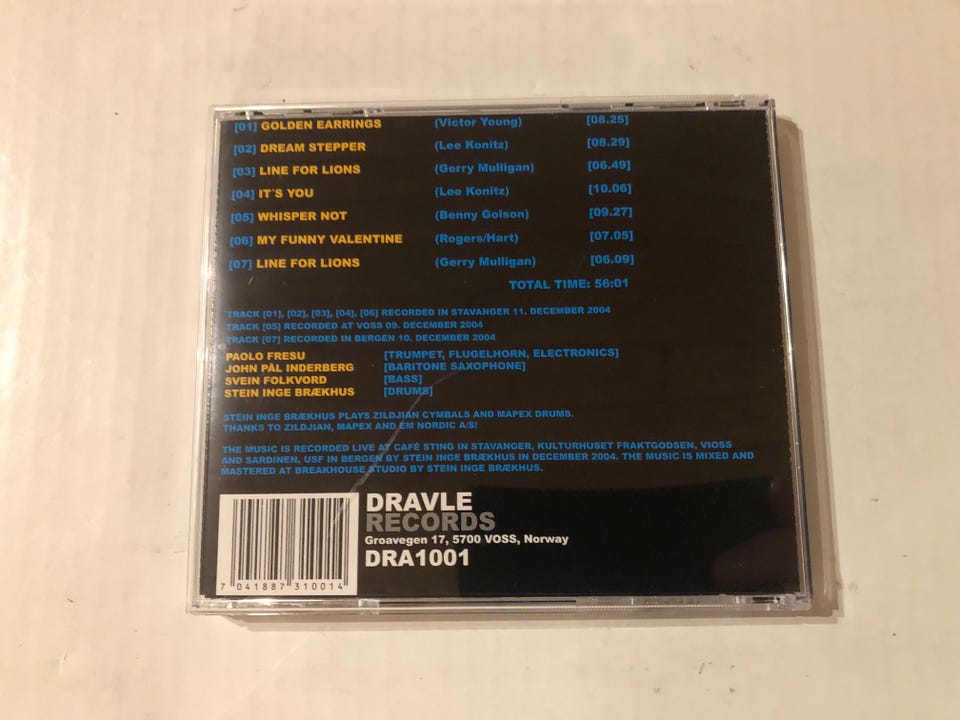 [01] GOLDEN EARRINGS (Victor Young) [08.25]
[02] DREAM STEPPER (Lee Konitz) [08.29]
[03] LINE FOR LIONS (Gerry Mulligan) [06.49]
[04] IT´S YOU (Lee Konitz) [10.06]
[05] WHISPER NOT (Benny Golson) [09.27]
[06] MY FUNNY VALENTINE (Rogers/Hart) [07.05]
[07] LINE FOR LIONS (Gerry Mulligan) [06.09]
TOTAL TIME: 56:01
TRACK [01], [02], [03], [04], [06] RECORDED IN STAVANGER 11. DECEMBER 2004
TRACK [05] RECORDED AT VOSS 09. DECEMBER 2004
TRACK [07] RECORDED IN BERGEN 10. DECEMBER 2004
PAOLO FRESU [TRUMPET, FLUGELHORN, ELECTRONICS]
JOHN PÅL INDERBERG [BARITONE SAXOPHONE]
SVEIN FOLKVORD [BASS]
STEIN INGE BRÆKHUS [DRUMS]
STEIN INGE BRÆKHUS PLAYS ZILDJIAN CYMBALS AND MAPEX DRUMS.
THANKS TO ZILDJIAN, MAPEX AND EM NORDIC A/S!
THE MUSIC IS RECORDED LIVE AT CAFÉ STING IN STAVANGER, KULTURHUSET FRAKTGODSEN, VIOSS
AND SARDINEN, USF IN BERGEN BY STEIN INGE BRÆKHUS IN DECEMBER 2004. THE MUSIC IS MIXED AND
MASTERED AT BREAKHOUSE STUDIO BY STEIN INGE BRÆKHUS.
DRAVLE
RECORDS
Groavegen 17, 5700 VOSS, Norway
DRA1001
7 041887 310014